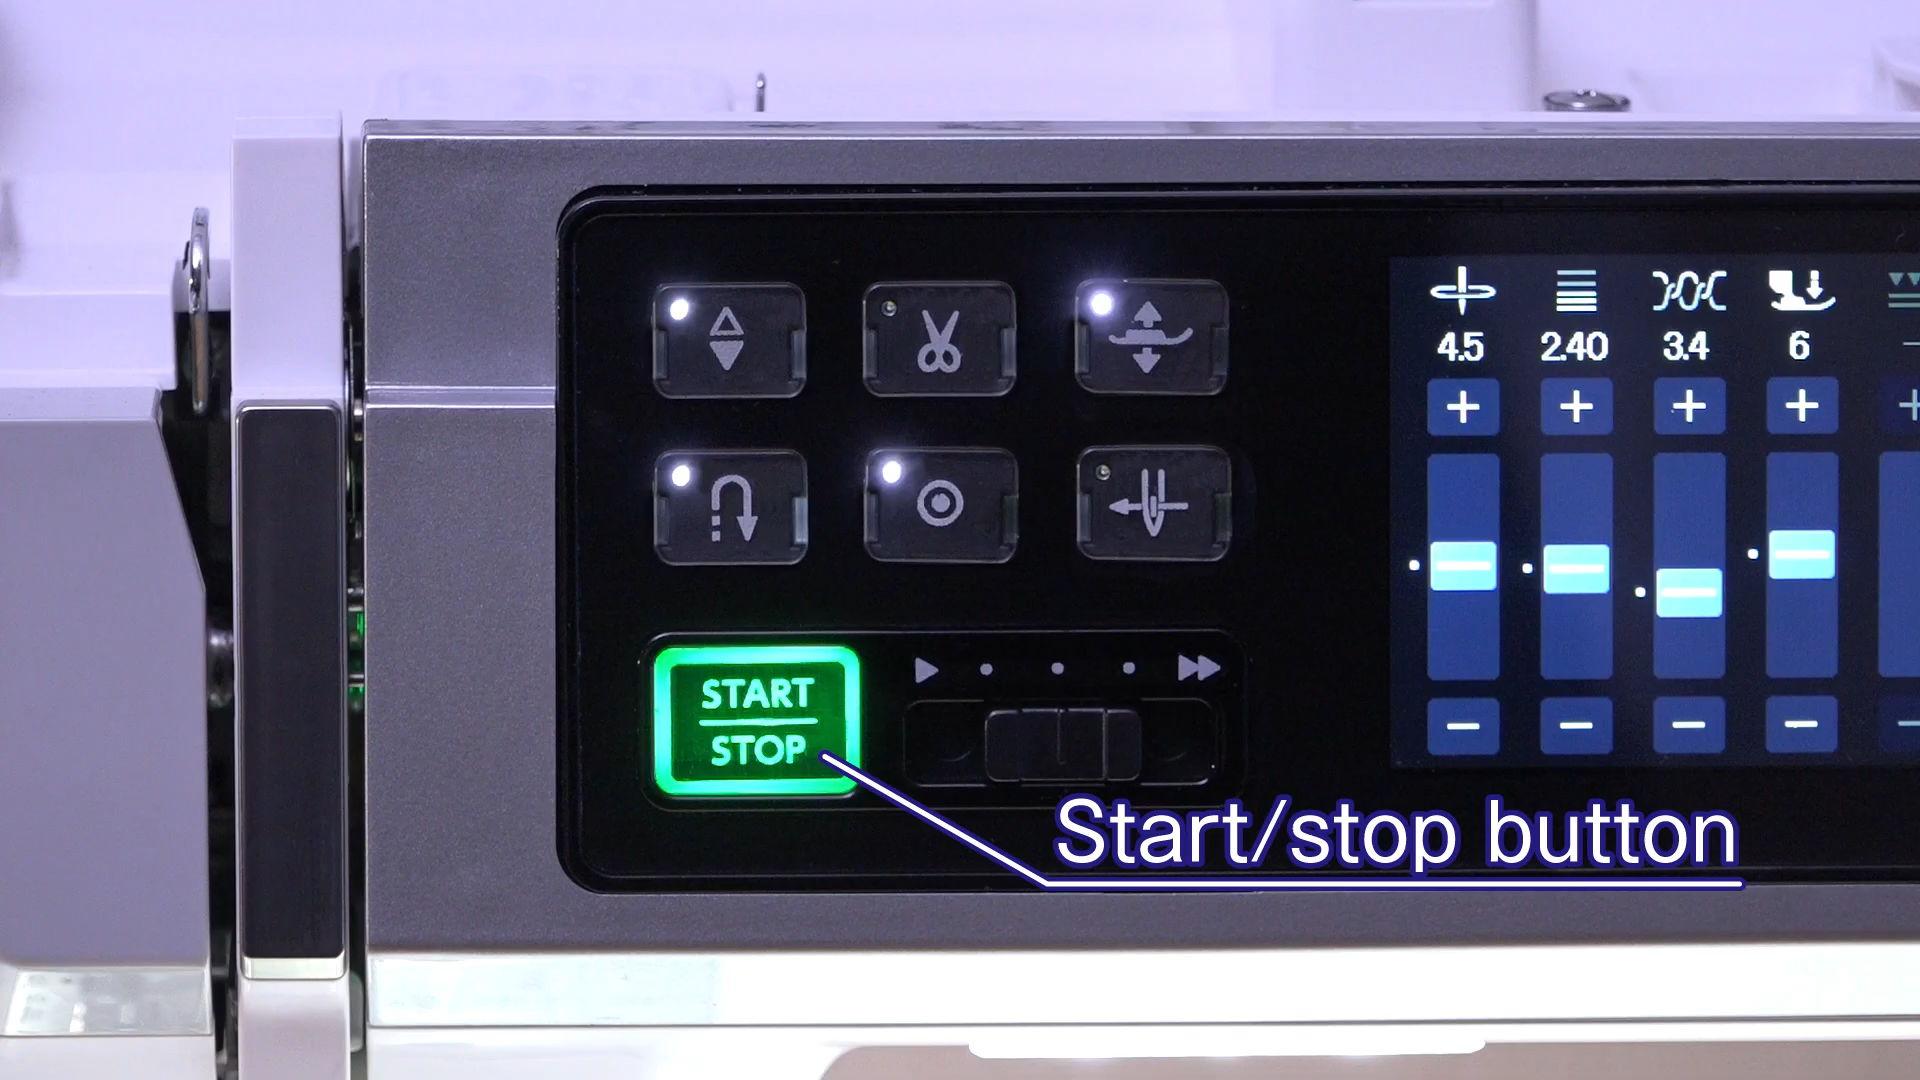 4.5 2.40 3.4 6
+ + + + +
- - - - -
START
STOP
Start/stop button